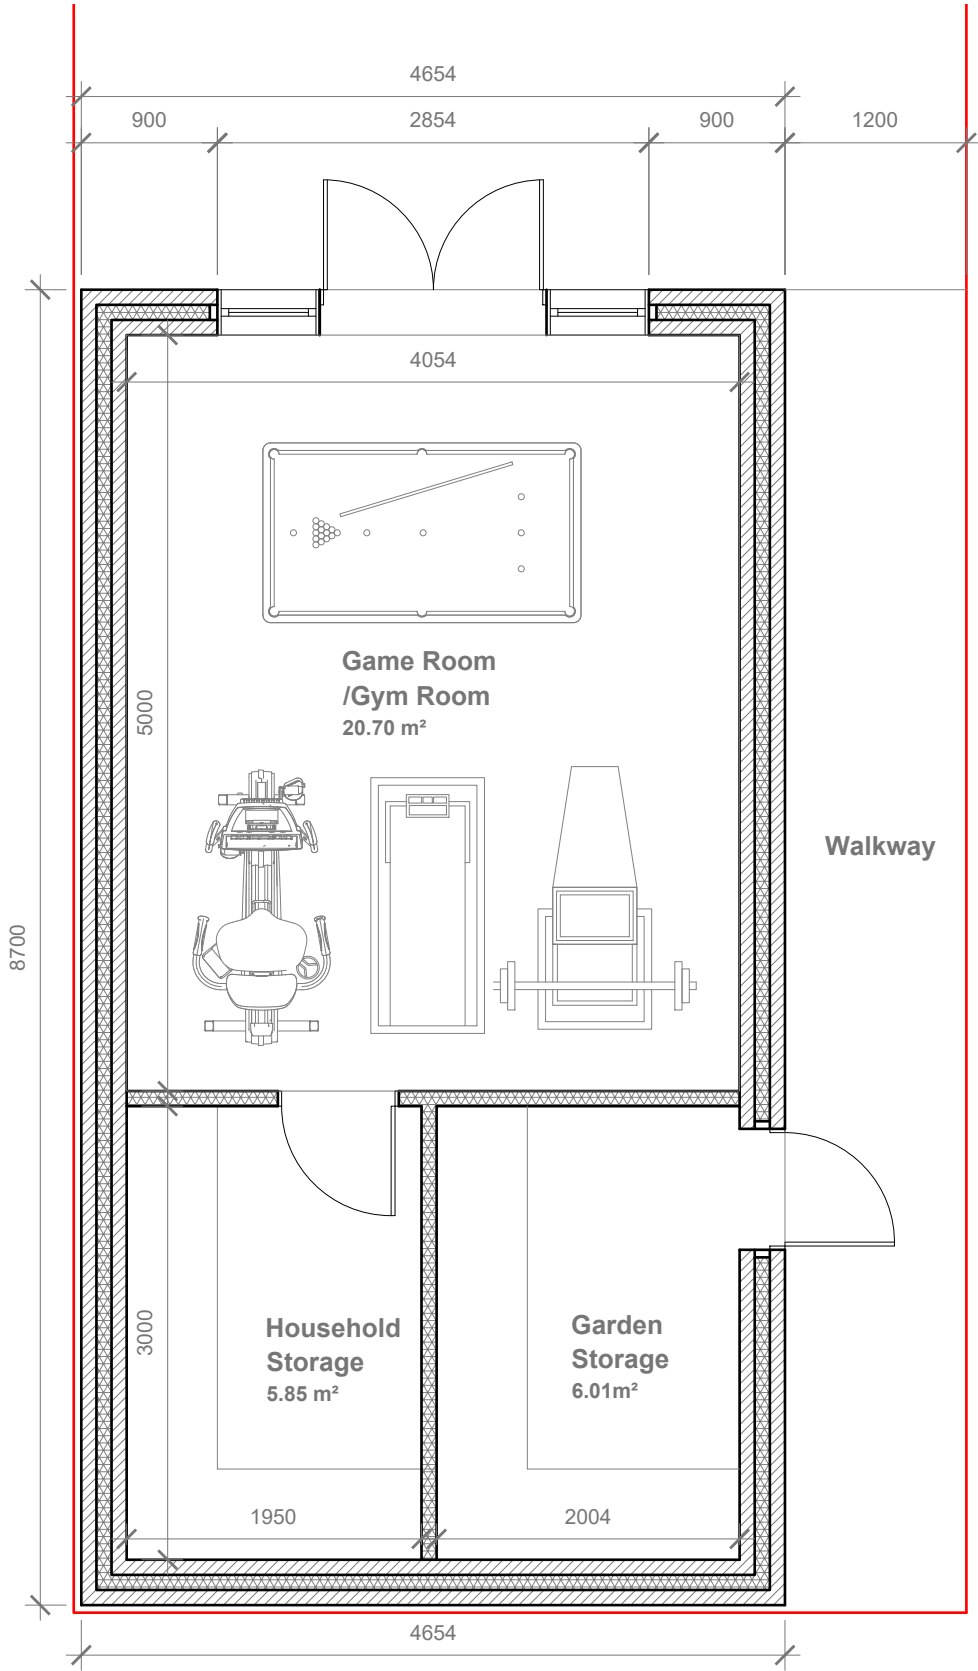 4654
900
2854
900
1200
4054
Game Room
/Gym Room
20.70 m²
5000
Walkway
8700
Household
Storage
5.85 m²
Garden
Storage
6.01m²
3000
1950
2004
4654